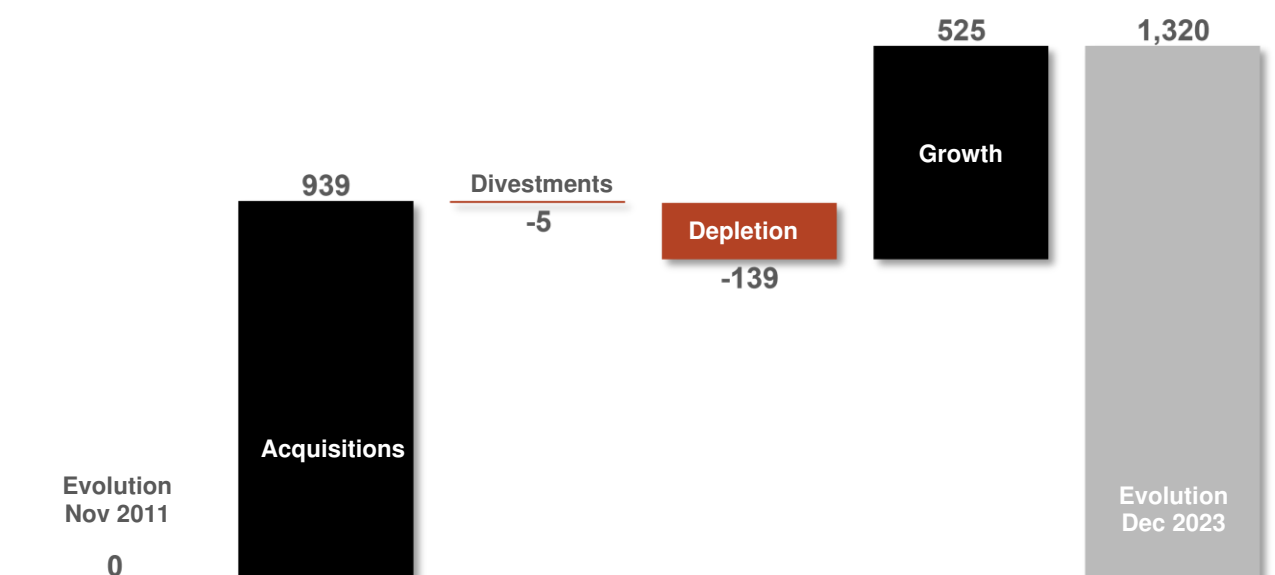 525
1,320
Growth
939
Divestments
-5
Depletion
-139
Acquisitions
Evolution
Nov 2011
0
Evolution
Dec 2023